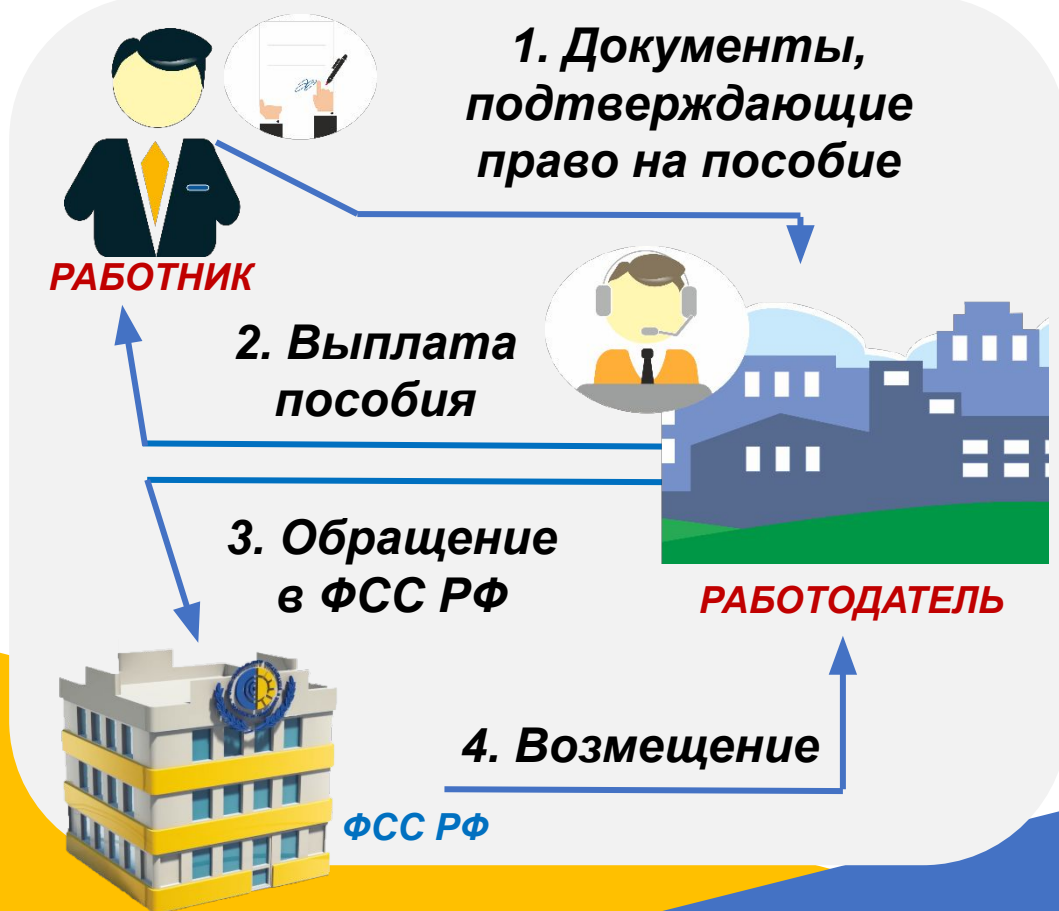 1. Документы,
подтверждающие
право на пособие
РАБОТНИК
2. Выплата
пособия
3. Обращение
в ФСС РФ
РАБОТОДАТЕЛЬ
4. Возмещение
ФСС РФ